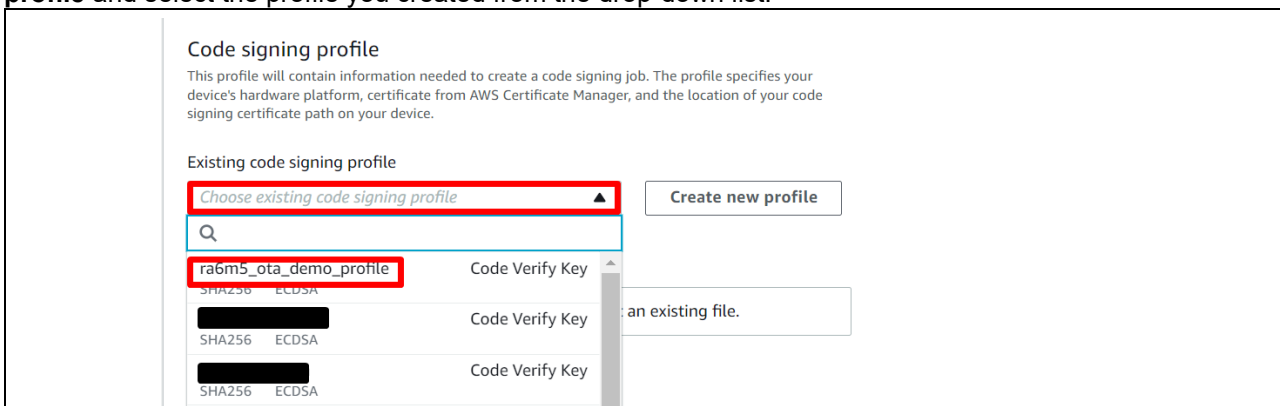 profile and select the profile you created from the drop-down list.
Code signing profile
This profile will contain information needed to create a code signing job. The profile specifies your
device's hardware platform, certificate from AWS Certificate Manager, and the location of your code
signing certificate path on your device.
Existing code signing profile
Choose existing code signing profile
Create new profile
ra6m5_ota_demo_profile Code Verify Key
SHA256 ECDSA
an existing file.
Code Verify Key
SHA256 ECDSA
Code Verify Key
SHA256 ECDSA